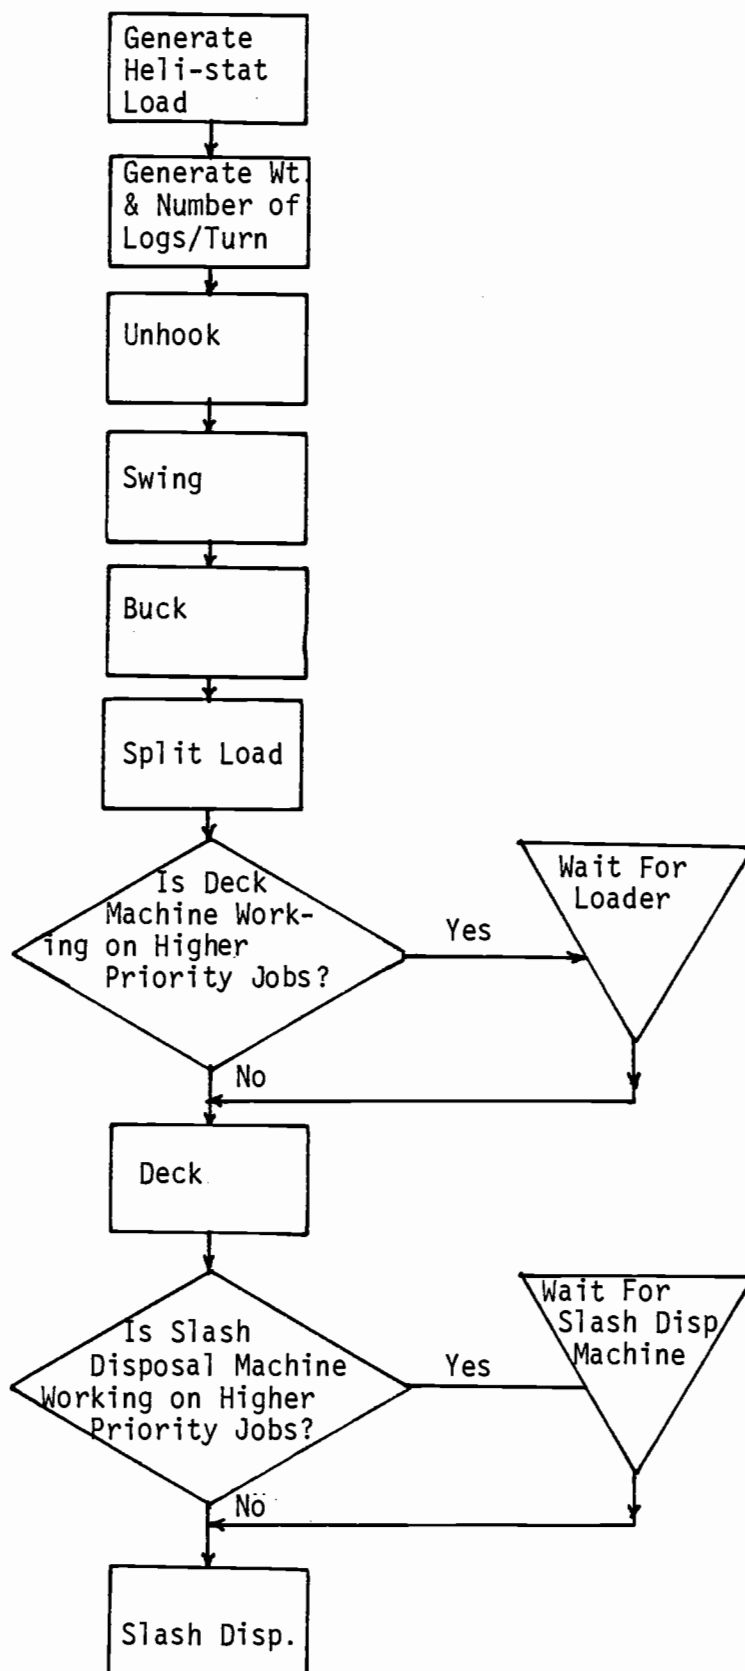 Generate
Heli-stat
Load
Generate Wt.
& Number of
Logs/Turn
Unhook
Swing
Buck
Split Load
Is Deck
Machine Work-
ing on Higher
Priority Jobs?
Yes
Wait For
Loader
No
Deck
Is Slash
Disposal Machine
Working on Higher
Priority Jobs?
Yes
Wait For
Slash Disp
Machine
No
Slash Disp.